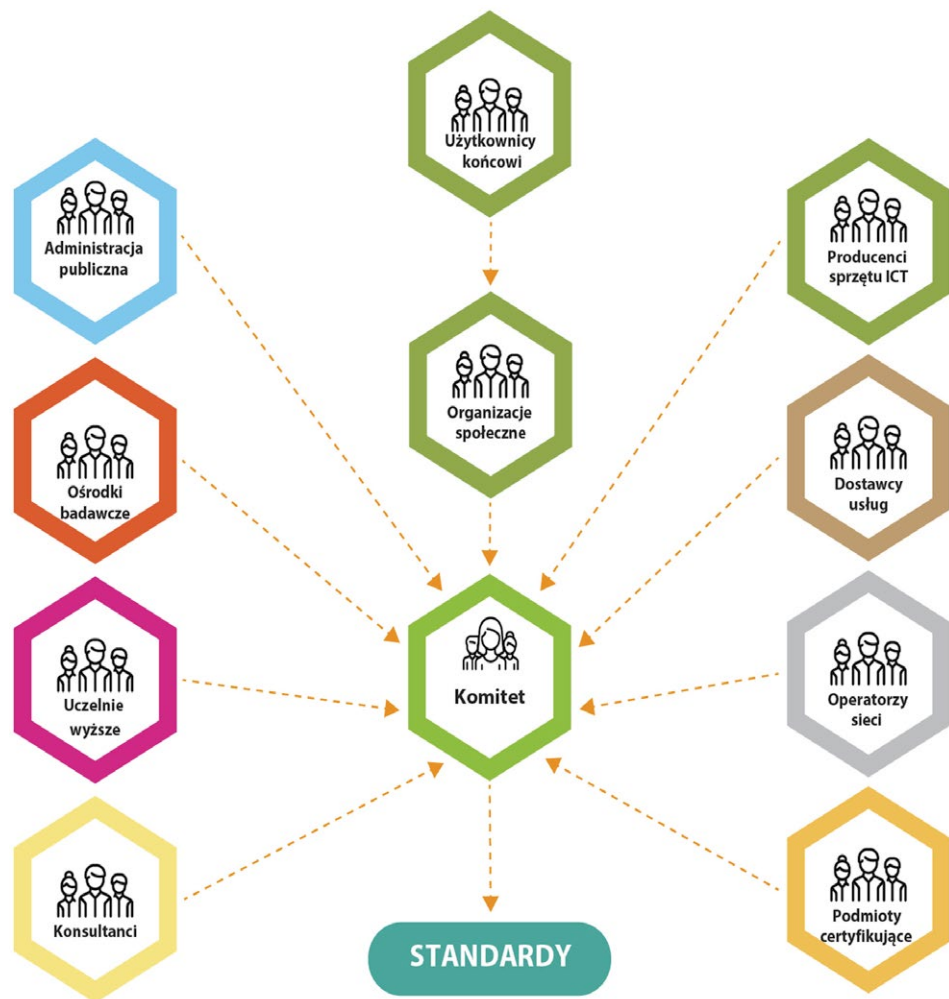 Użytkownicy
końcowi
Administracja
publiczna
Producenci
sprzętu ICT
Organizacje
społeczne
Ośrodki
badawcze
Dostawcy
usług
Komitet
Uczelnie
wyższe
Operatorzy
sieci
Konsultanci
Podmioty
certyfikujące
STANDARDY